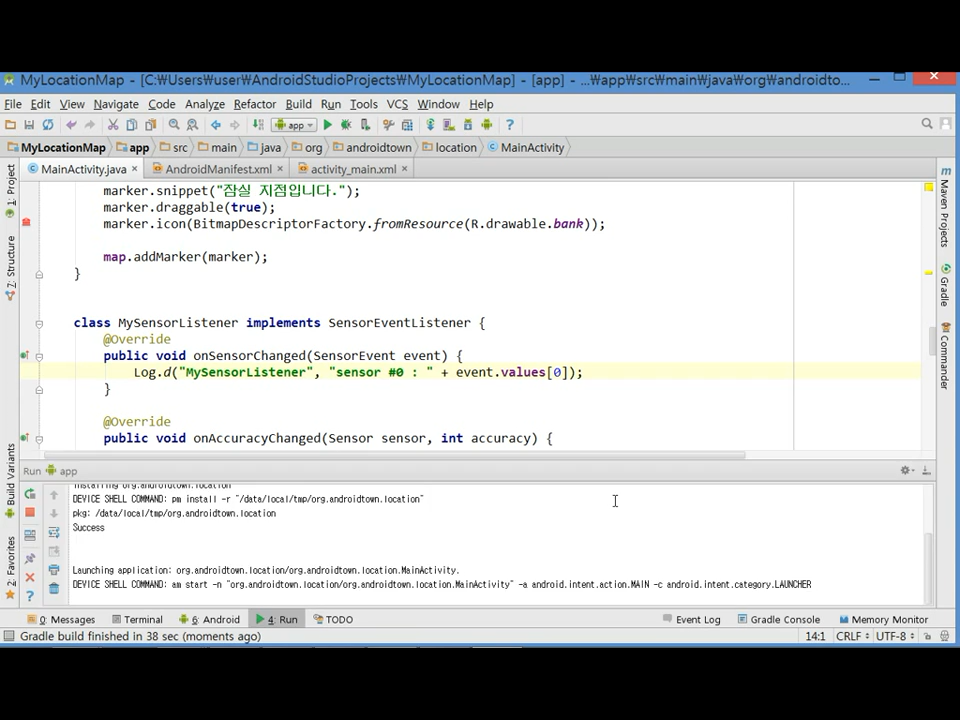 MyLocationMap - [C:₩Users₩user₩AndroidStudioProjects₩MyLocationMap] - [app] - ...₩app₩src₩main₩java₩org₩androidto...
File Edit View Navigate Code Analyze Refactor Build Run Tools VCS Window Help
app
MyLocationMap app src main java org androidtown location MainActivity
MainActivity.java × AndroidManifest.xml × activity_main.xml ×
marker.snippet("잠실 지점입니다.");
marker.draggable(true);
marker.icon(BitmapDescriptorFactory.fromResource(R.drawable.bank));
map.addMarker(marker);
}
class MySensorListener implements SensorEventListener {
@Override
public void onSensorChanged(SensorEvent event) {
Log.d("MySensorListener", "sensor #0 : " + event.values[0]);
}
@Override
public void onAccuracyChanged(Sensor sensor, int accuracy) {
1: Project
7: Structure
Build Variants
2: Favorites
Maven Projects
Gradle
Commander
Run app
Installing org.androidtown.location
DEVICE SHELL COMMAND: pm install -r "/data/local/tmp/org.androidtown.location"
pkg: /data/local/tmp/org.androidtown.location
Success
Launching application: org.androidtown.location/org.androidtown.location.MainActivity.
DEVICE SHELL COMMAND: am start -n "org.androidtown.location/org.androidtown.location.MainActivity" -a android.intent.action.MAIN -c android.intent.category.LAUNCHER
0: Messages Terminal 6: Android 4: Run TODO Event Log Gradle Console Memory Monitor
Gradle build finished in 38 sec (moments ago) 14:1 CRLF UTF-8